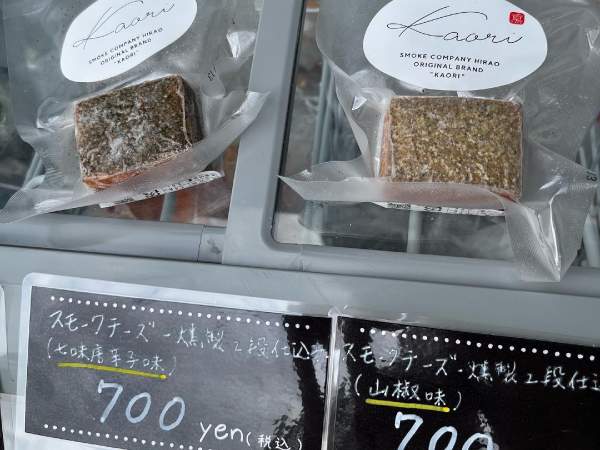 Kaori
SMOKE COMPANY HIRAO
ORIGINAL BRAND
"KAORI"
Kaori
SMOKE COMPANY HIRAO
ORIGINAL BRAND
"KAORI"
スモークチーズ-燻製2段仕込
(七味唐辛子味)
700 yen(税込)
スモークチーズ-燻製2段仕込
(山椒味)
700